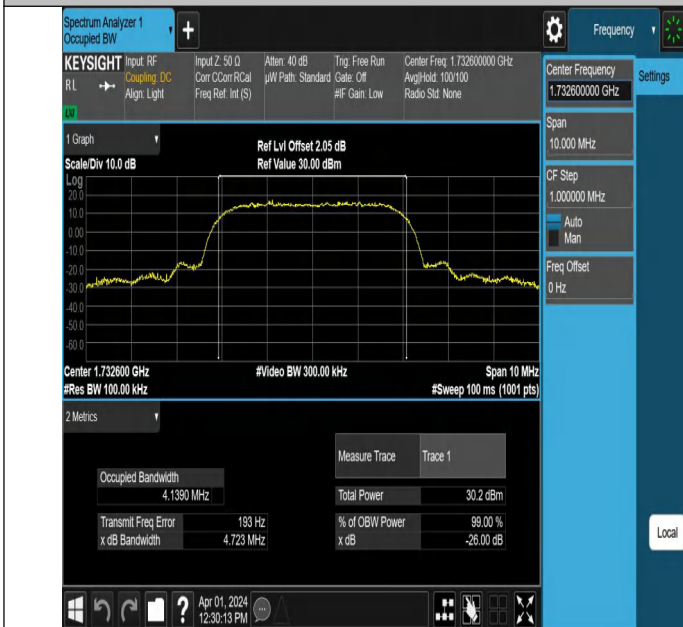 Spectrum Analyzer 1
Occupied BW
+
Frequency
KEYSIGHT
RL
LXI
Input: RF
Coupling: DC
Align: Light
Input Z: 50 Ω
Corr CCorr RCal
Freq Ref: Int (S)
Atten: 40 dB
µW Path: Standard
Trig: Free Run
Gate: Off
#IF Gain: Low
Center Freq: 1.732600000 GHz
Avg|Hold: 100/100
Radio Std: None
Center Frequency
1.732600000 GHz
Settings
Span
10.000 MHz
CF Step
1.000000 MHz
Auto
Man
Freq Offset
0 Hz
1 Graph
Scale/Div 10.0 dB
Ref Lvl Offset 2.05 dB
Ref Value 30.00 dBm
Log
20.0
10.0
0.00
-10.0
-20.0
-30.0
-40.0
-50.0
-60.0
Center 1.732600 GHz
#Res BW 100.00 kHz
#Video BW 300.00 kHz
Span 10 MHz
#Sweep 100 ms (1001 pts)
2 Metrics
Measure Trace
Trace 1
Occupied Bandwidth
4.1390 MHz
Total Power
30.2 dBm
Transmit Freq Error
193 Hz
% of OBW Power
99.00 %
x dB Bandwidth
4.723 MHz
x dB
-26.00 dB
Local
?
Apr 01, 2024
12:30:13 PM